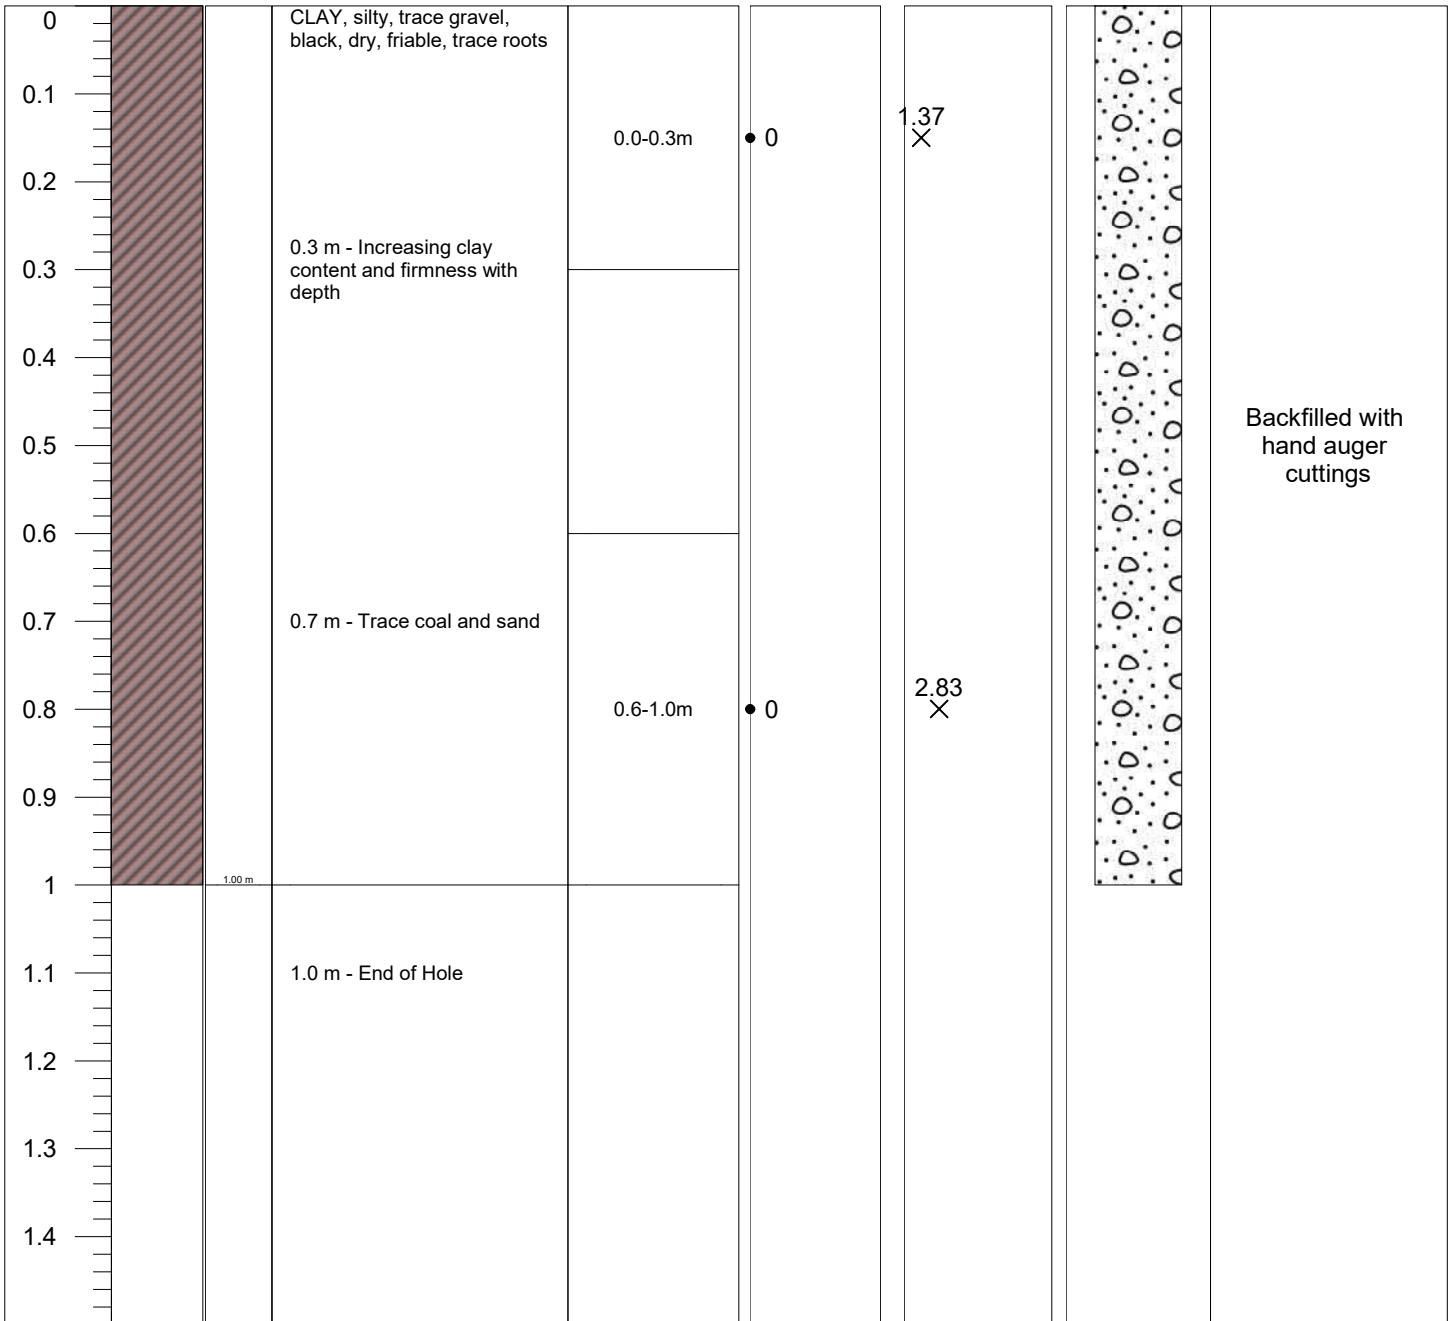 0
CLAY, silty, trace gravel,
black, dry, friable, trace roots
0.1
1.37
0.0-0.3m
0
0.2
0.3 m - Increasing clay
content and firmness with
depth
0.3
0.4
0.5
Backfilled with
hand auger
cuttings
0.6
0.7
0.7 m - Trace coal and sand
2.83
0.8
0.6-1.0m
0
0.9
1
1.00 m
1.1
1.0 m - End of Hole
1.2
1.3
1.4